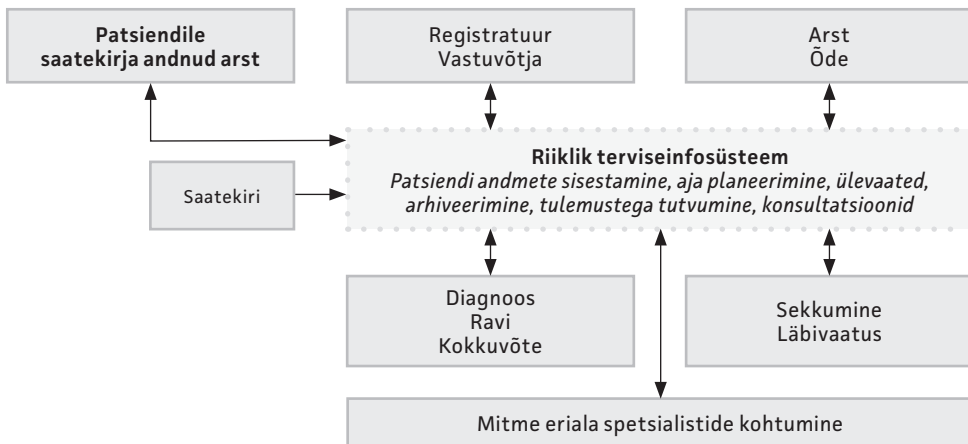 Patsiendile
saatekirja andnud arst
Registratuur
Vastuvõtja
Arst
Õde
Riiklik terviseinfosüsteem
Patsiendi andmete sisestamine, aja planeerimine, ülevaated,
arhiveerimine, tulemustega tutvumine, konsultatsioonid
Saatekiri
Diagnoos
Ravi
Kokkuvõte
Sekkumine
Läbivaatus
Mitme eriala spetsialistide kohtumine